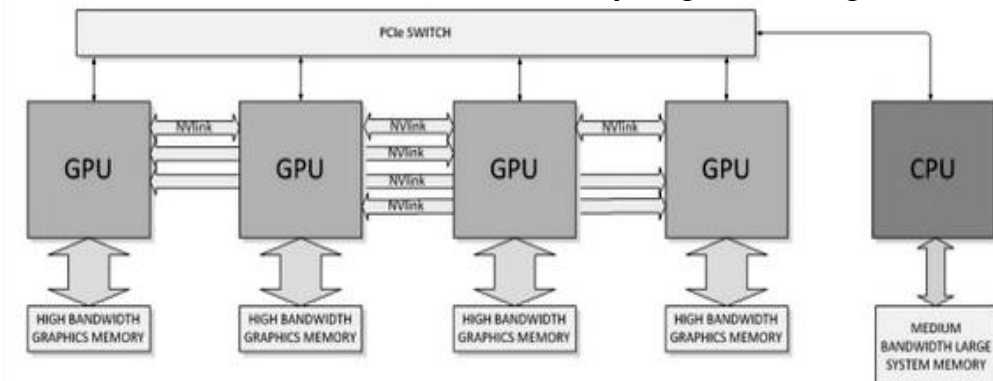 PCIe SWITCH
NVlink
NVlink
NVlink
NVlink
NVlink
NVlink
GPU
GPU
GPU
GPU
CPU
HIGH BANDWIDTH
GRAPHICS MEMORY
HIGH BANDWIDTH
GRAPHICS MEMORY
HIGH BANDWIDTH
GRAPHICS MEMORY
HIGH BANDWIDTH
GRAPHICS MEMORY
MEDIUM
BANDWIDTH LARGE
SYSTEM MEMORY